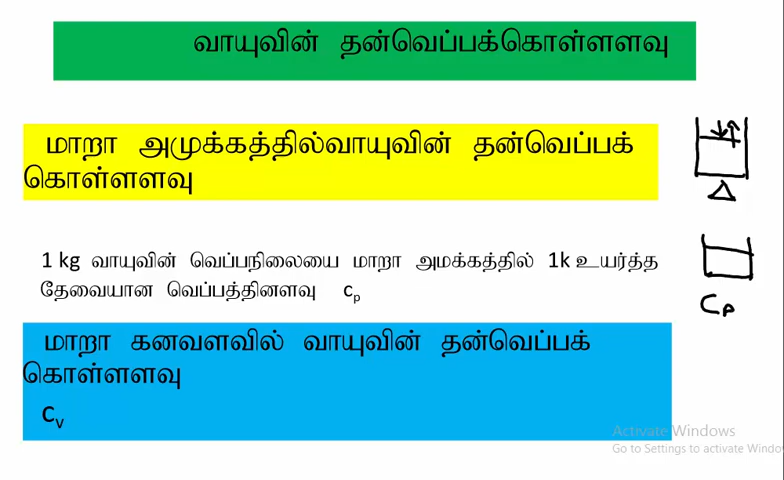 வாயுவின் தன்வெப்பக்கொள்ளளவு
மாறா அமுக்கத்தில்வாயுவின் தன்வெப்பக்
கொள்ளளவு
1 kg வாயுவின் வெப்பநிலையை மாறா அமக்கத்தில் 1k உயர்த்த
தேவையான வெப்பத்தினளவு cp
CP
மாறா கனவளவில் வாயுவின் தன்வெப்பக்
கொள்ளளவு
cv
Activate Windows
Go to Settings to activate Windo